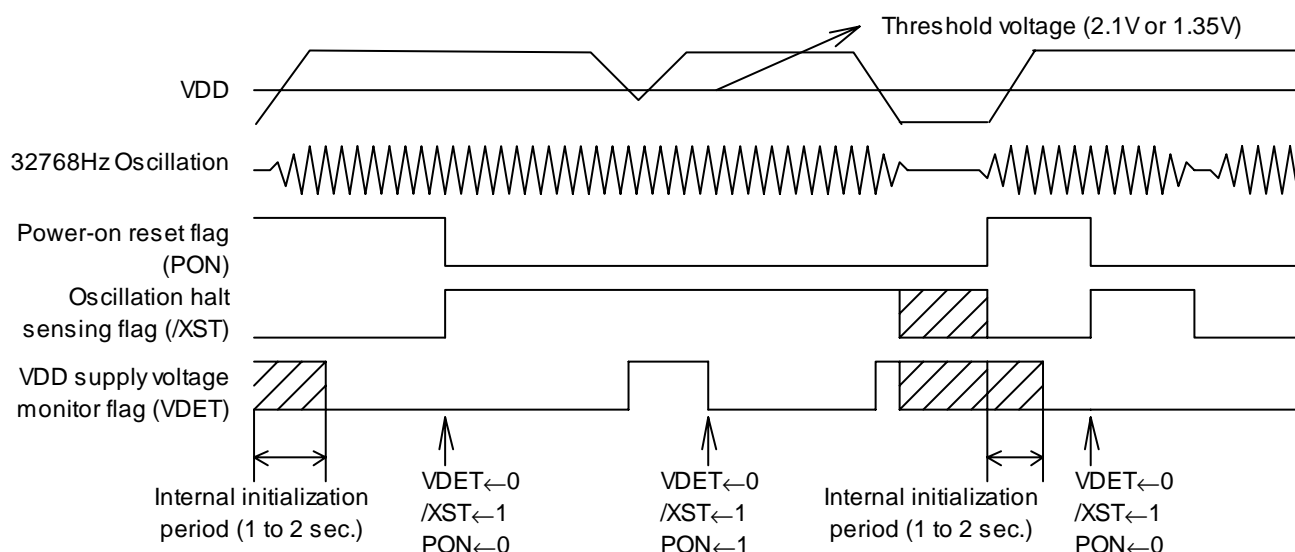 Threshold voltage (2.1V or 1.35V)
VDD
32768Hz Oscillation
Power-on reset flag
(PON)
Oscillation halt
sensing flag (/XST)
VDD supply voltage
monitor flag (VDET)
Internal initialization
period (1 to 2 sec.)
VDET←0
/XST←1
PON←0
VDET←0
/XST←1
PON←1
Internal initialization
period (1 to 2 sec.)
VDET←0
/XST←1
PON←0